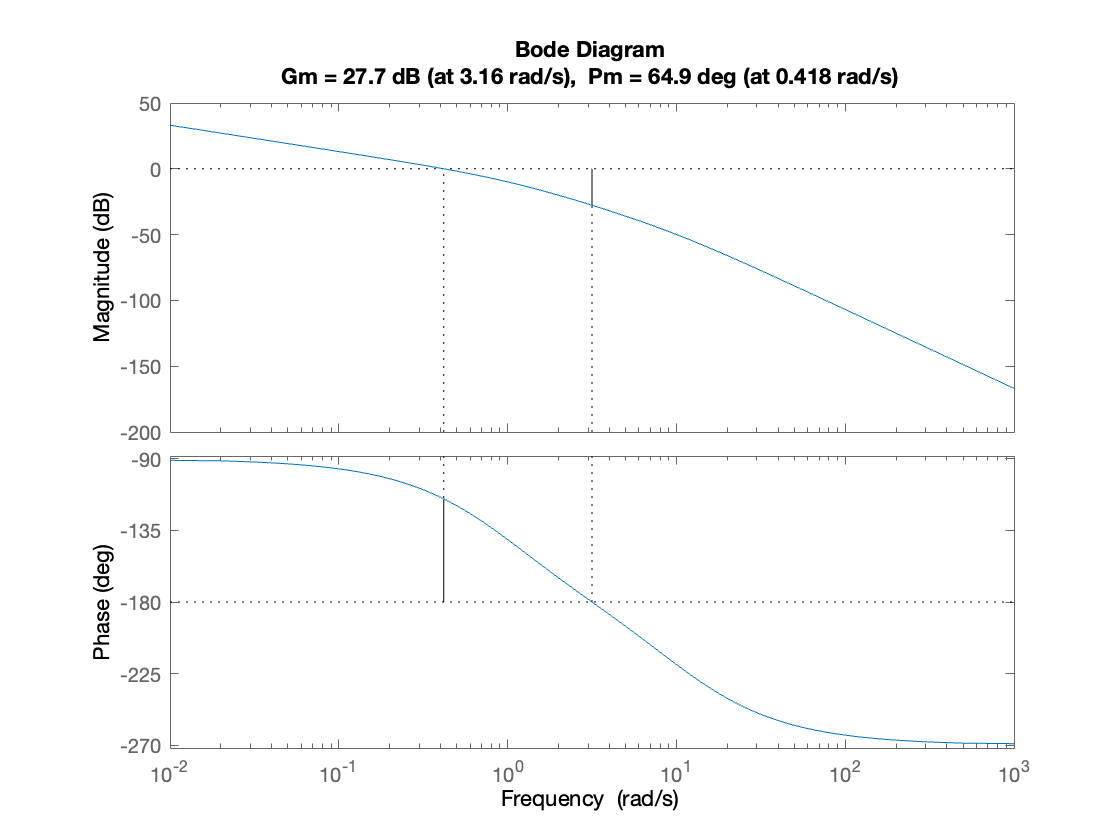 Bode Diagram
Gm = 27.7 dB (at 3.16 rad/s),  Pm = 64.9 deg (at 0.418 rad/s)
Magnitude (dB)
50
0
-50
-100
-150
-200
Phase (deg)
-90
-135
-180
-225
-270
10^-2 10^-1 10^0 10^1 10^2 10^3
Frequency  (rad/s)